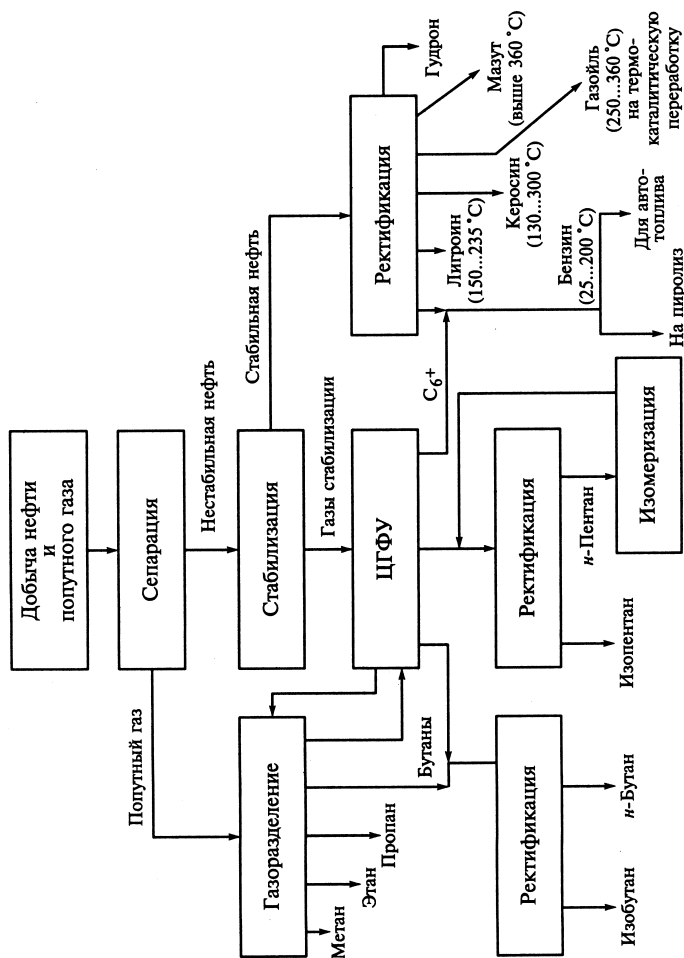 Добыча нефти
и
попутного газа
Сепарация
Попутный газ
Нестабильная нефть
Стабилизация
Стабильная нефть
Газы стабилизации
Газоразделение
ЦГФУ
Ректификация
Гудрон
Мазут
(выше 360 °C)
Газойль
(250...360 °C)
на термо-
каталитическую
переработку
Керосин
(130...300 °C)
Лигроин
(150...235 °C)
Бензин
(25...200 °C)
Для авто-
топлива
На пиролиз
C6+
Метан
Этан
Пропан
Бутаны
Ректификация
Изобутан
н-Бутан
Ректификация
Изопентан
н-Пентан
Изомеризация